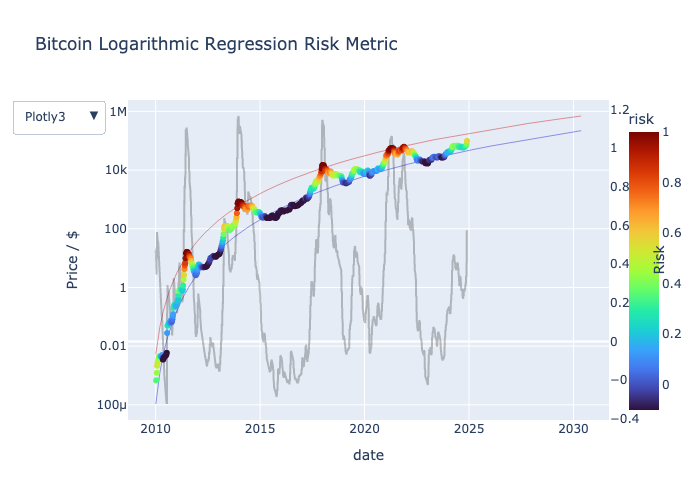 Bitcoin Logarithmic Regression Risk Metric
Plotly3 ▼
1M
10k
100
1
0.01
100μ
Price / $
2010
2015
2020
2025
2030
date
1.2
1
0.8
0.6
0.4
0.2
0
−0
−0.4
Risk
risk
1
0.8
0.6
0.4
0.2
0